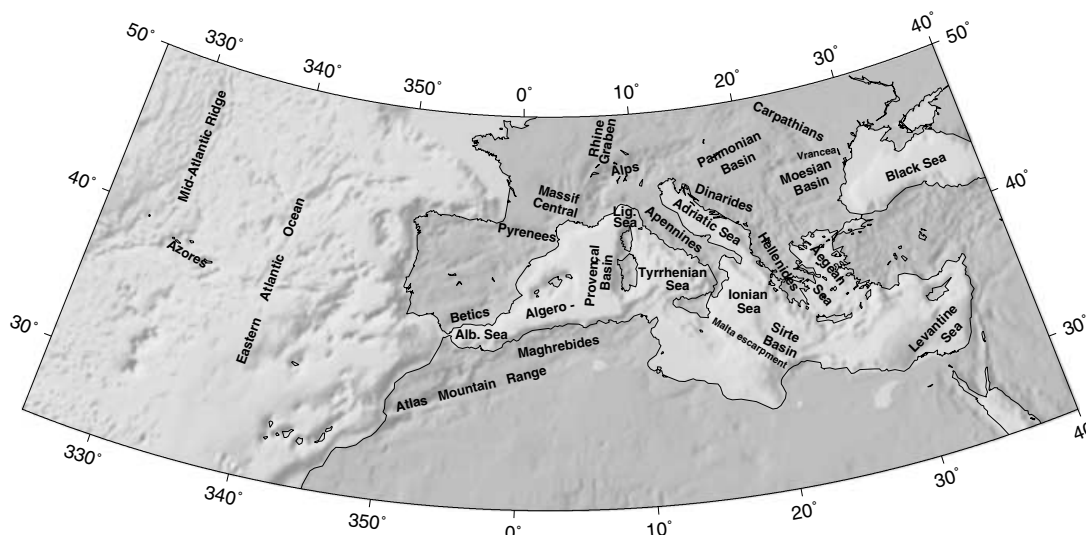 50°
330°
340°
350°
0°
10°
20°
30°
40°
50°
40°
30°
40°
30°
40
330°
340°
350°
0°
10°
20°
30°
Mid-Atlantic Ridge
Azores
Eastern Atlantic Ocean
Rhine
Graben
Alps
Massif
Central
Pyrenees
Carpathians
Pannonian
Basin
Vrancea
Moesian
Basin
Black Sea
Dinarides
Adriatic Sea
Lig.
Sea
Apennines
Hellenides
Aegean
Sea
Provencal
Basin
Tyrrhenian
Sea
Ionian
Sea
Algero -
Betics
Alb. Sea
Maghrebides
Atlas Mountain Range
Malta escarpment
Sirte
Basin
Levantine
Sea